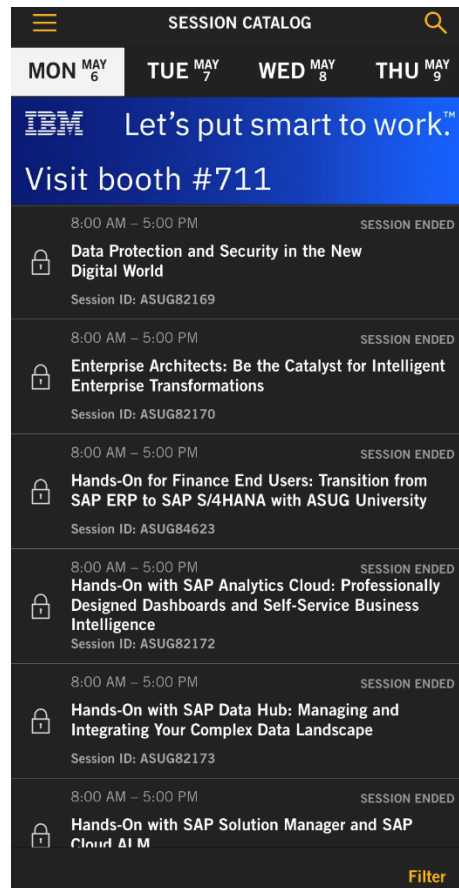 SESSION CATALOG
MON MAY 6 TUE MAY 7 WED MAY 8 THU MAY 9
IBM Let's put smart to work.™
Visit booth #711
8:00 AM – 5:00 PM SESSION ENDED
Data Protection and Security in the New
Digital World
Session ID: ASUG82169
8:00 AM – 5:00 PM SESSION ENDED
Enterprise Architects: Be the Catalyst for Intelligent
Enterprise Transformations
Session ID: ASUG82170
8:00 AM – 5:00 PM SESSION ENDED
Hands-On for Finance End Users: Transition from
SAP ERP to SAP S/4HANA with ASUG University
Session ID: ASUG84623
8:00 AM – 5:00 PM SESSION ENDED
Hands-On with SAP Analytics Cloud: Professionally
Designed Dashboards and Self-Service Business
Intelligence
Session ID: ASUG82172
8:00 AM – 5:00 PM SESSION ENDED
Hands-On with SAP Data Hub: Managing and
Integrating Your Complex Data Landscape
Session ID: ASUG82173
8:00 AM – 5:00 PM SESSION ENDED
Hands-On with SAP Solution Manager and SAP
Cloud ALM
Filter